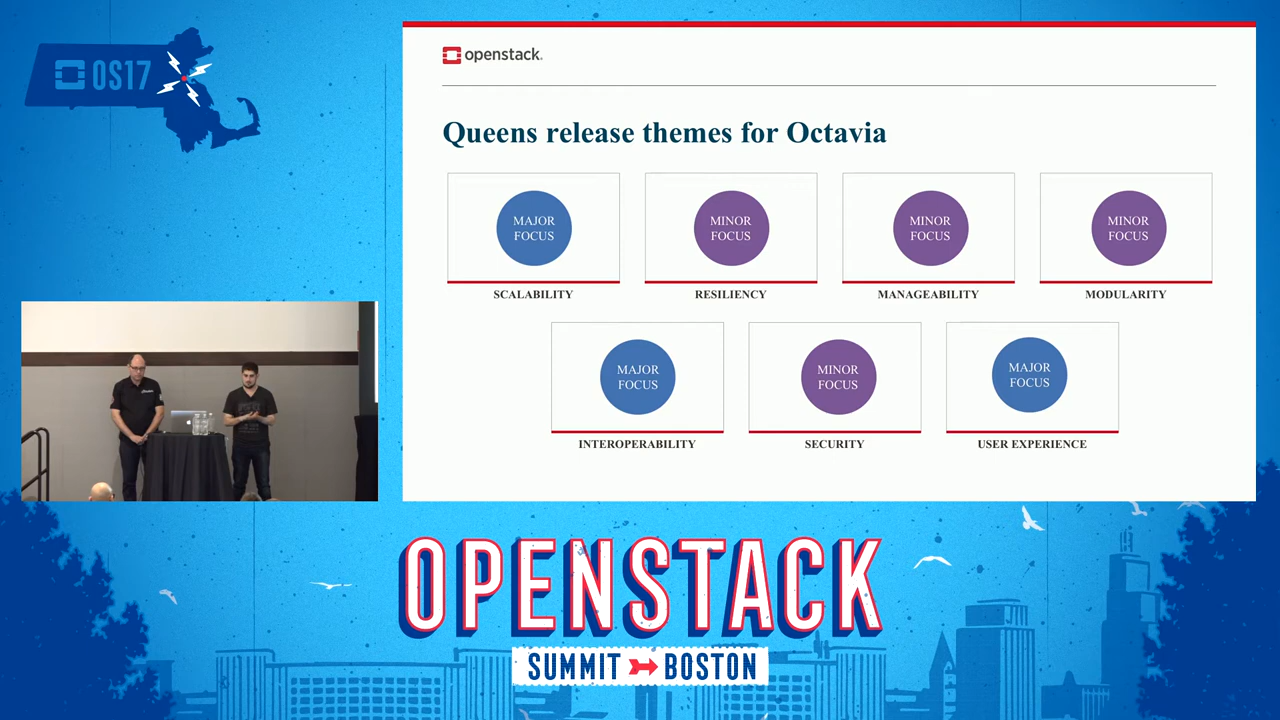 OS17
openstack.
Queens release themes for Octavia
MAJOR
FOCUS
MINOR
FOCUS
MINOR
FOCUS
MINOR
FOCUS
SCALABILITY
RESILIENCY
MANAGEABILITY
MODULARITY
MAJOR
FOCUS
MINOR
FOCUS
MAJOR
FOCUS
INTEROPERABILITY
SECURITY
USER EXPERIENCE
OPENSTACK
SUMMIT BOSTON